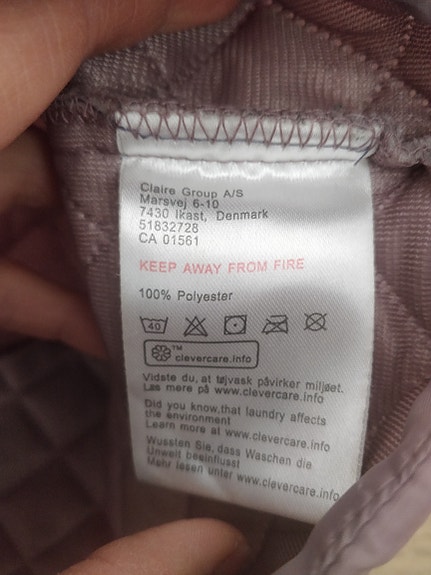 Claire Group A/S
Marsvej 6-10
7430 Ikast, Denmark
51832728
CA 01561
KEEP AWAY FROM FIRE
100% Polyester
40
™
clevercare.info
Vidste du, at tøjvask påvirker miljøet.
Læs mere på www.clevercare.info
Did you know, that laundry affects
the environment
Learn more at www.clevercare.info
Wussten Sie, dass Waschen die
Umwelt beeinflusst
Mehr lesen unter www.clevercare.info